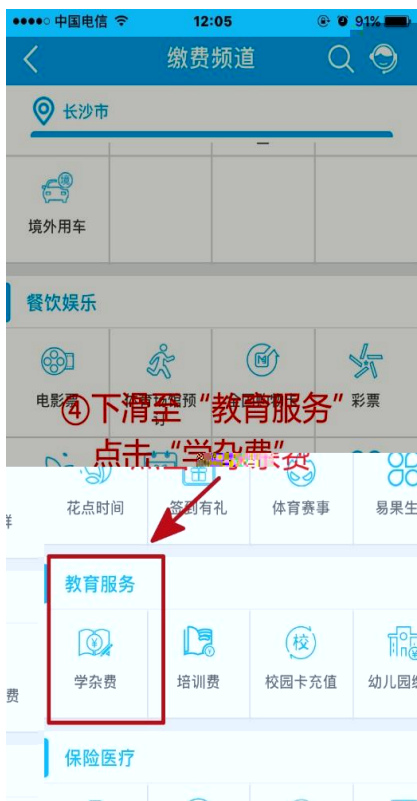 中国电信 12:05 91%
缴费频道
长沙市
境外用车
餐饮娱乐
电影票 彩票
④下滑至“教育服务”
点击“学杂费”
花点时间 签到有礼 体育赛事 易果生
教育服务
学杂费 培训费 校园卡充值 幼儿园
费
保险医疗